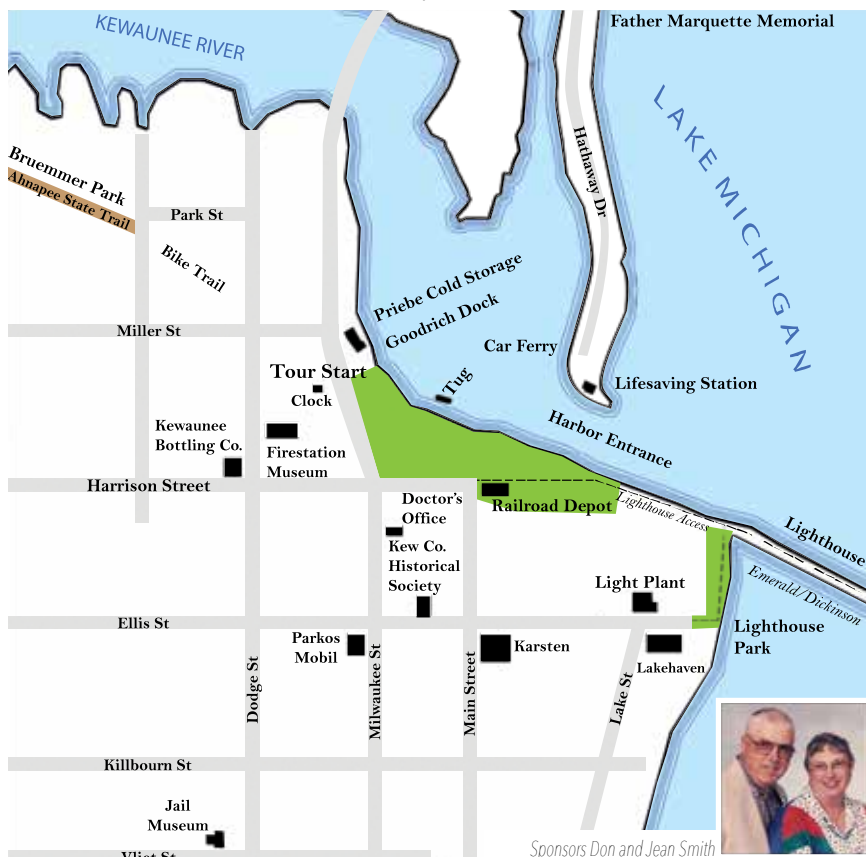 Father Marquette Memorial
KEWAUNEE RIVER
LAKE MICHIGAN
Hathaway Dr
Bruemmer Park
Ahnapee State Trail
Park St
Bike Trail
Priebe Cold Storage
Goodrich Dock
Miller St
Car Ferry
Tour Start
Tug
Lifesaving Station
Clock
Harbor Entrance
Kewaunee
Bottling Co.
Firestation
Museum
Harrison Street
Doctor's
Office
Railroad Depot
Lighthouse Access
Lighthouse
Kew Co.
Historical
Society
Light Plant
Emerald/Dickinson
Ellis St
Lighthouse
Park
Parkos
Mobil
Karsten
Lakehaven
Dodge St
Milwaukee St
Main Street
Lake St
Killbourn St
Jail
Museum
Vliet St
Sponsors Don and Jean Smith